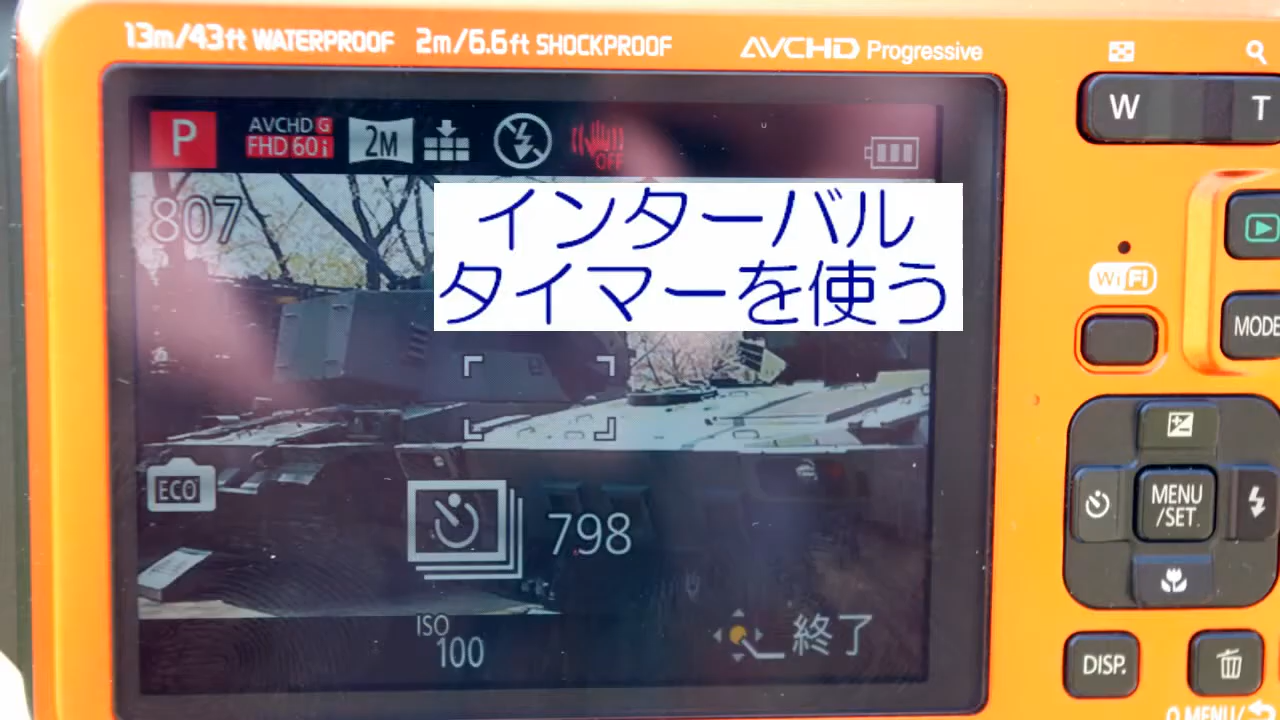 13m/43ft WATERPROOF 2m/6.6ft SHOCKPROOF AVCHD Progressive
W T
P AVCHD G FHD 60i 2M OFF
807
インターバル
タイマーを使う
Wi Fi
MODE
ECO
798
MENU
/SET
ISO
100
終了
DISP.
MENU/